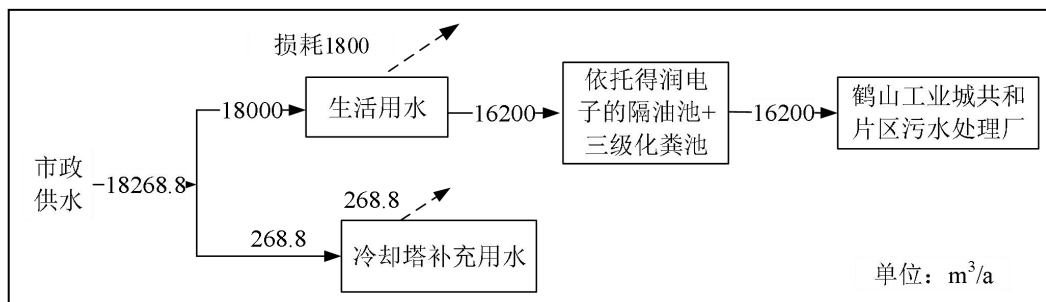 损耗1800
18000
生活用水
16200
依托得润电
子的隔油池+
三级化粪池
16200
鹤山工业城共和
片区污水处理厂
市政
供水
18268.8
268.8
268.8
冷却塔补充用水
单位：m³/a